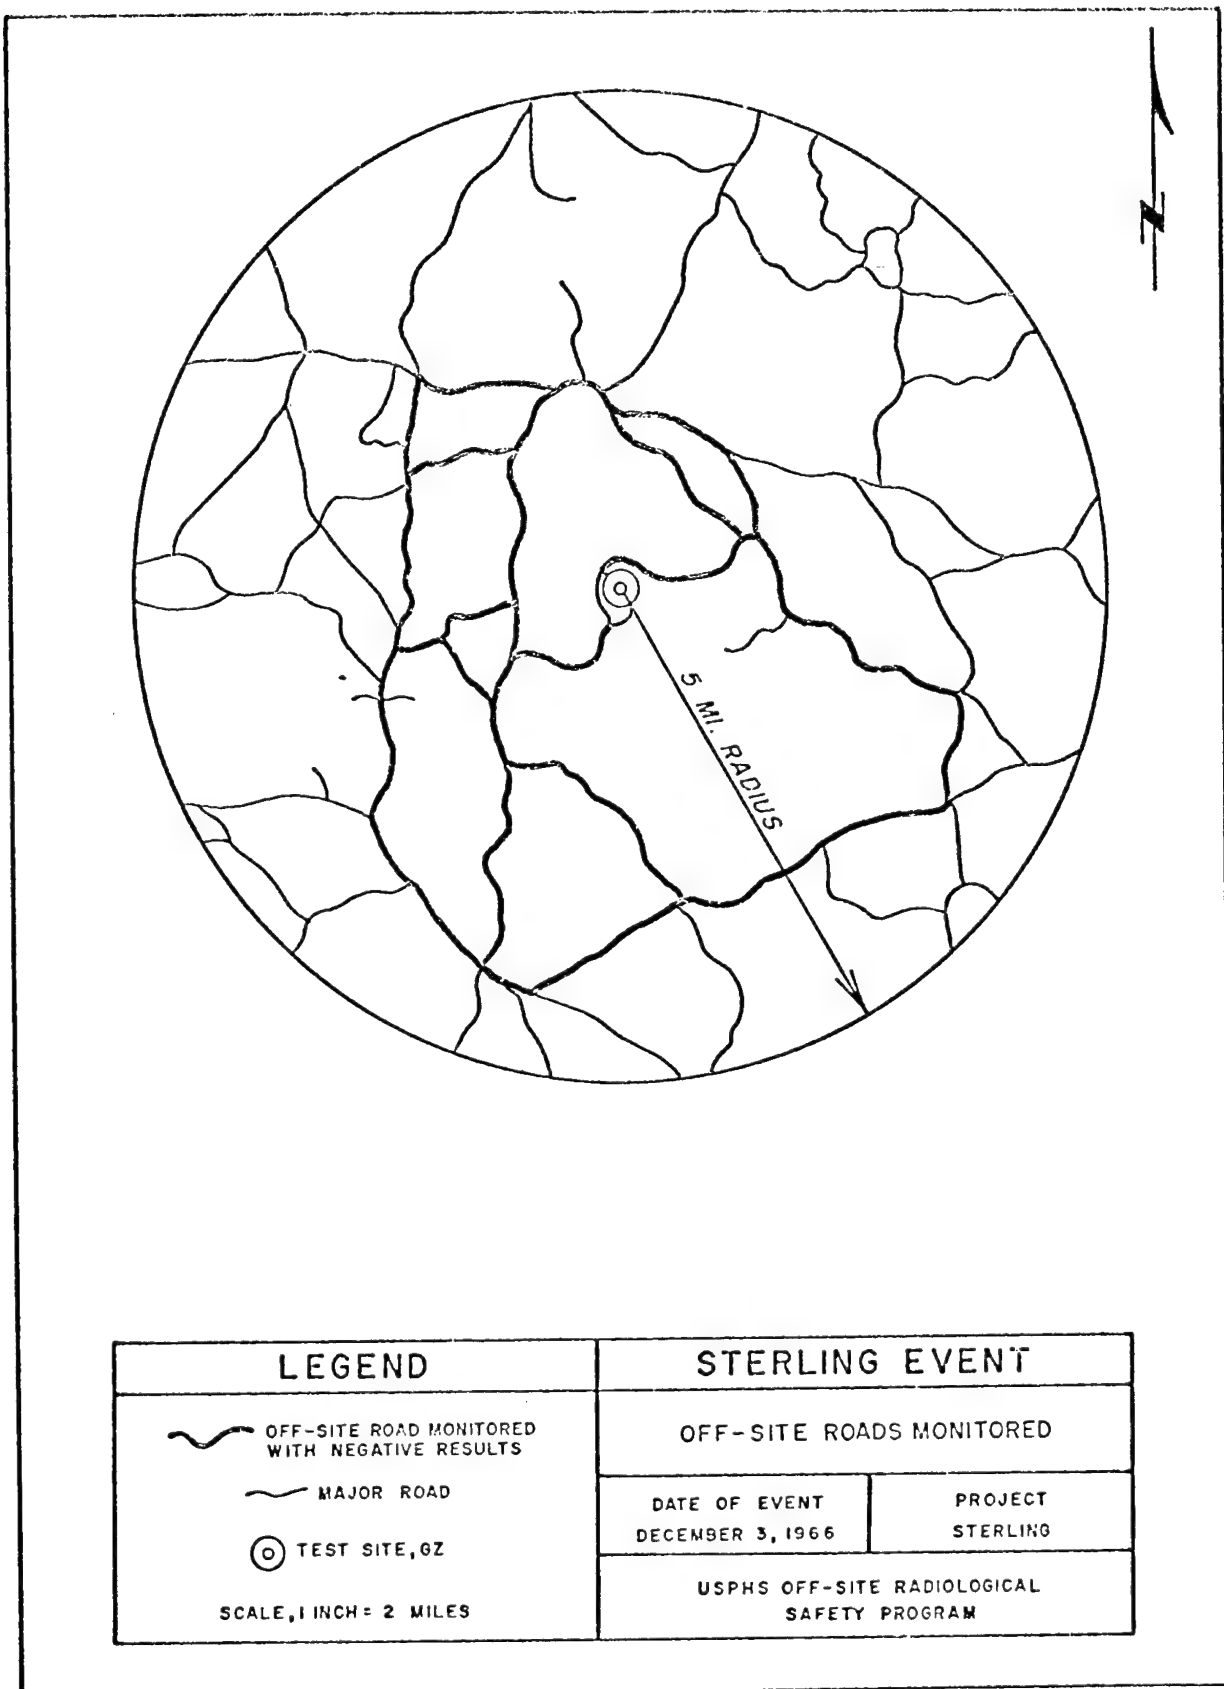 N
5 MI. RADIUS
LEGEND
OFF-SITE ROAD MONITORED
WITH NEGATIVE RESULTS
MAJOR ROAD
TEST SITE, GZ
SCALE, 1 INCH = 2 MILES
STERLING EVENT
OFF-SITE ROADS MONITORED
DATE OF EVENT
DECEMBER 3, 1966
PROJECT
STERLING
USPHS OFF-SITE RADIOLOGICAL
SAFETY PROGRAM